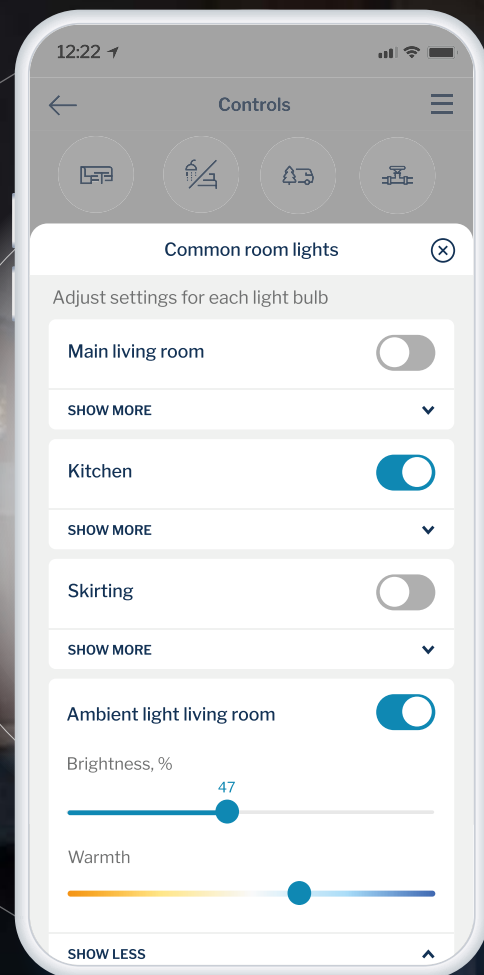 12:22
Controls
Common room lights
Adjust settings for each light bulb
Main living room
SHOW MORE
Kitchen
SHOW MORE
Skirting
SHOW MORE
Ambient light living room
Brightness, %
47
Warmth
SHOW LESS